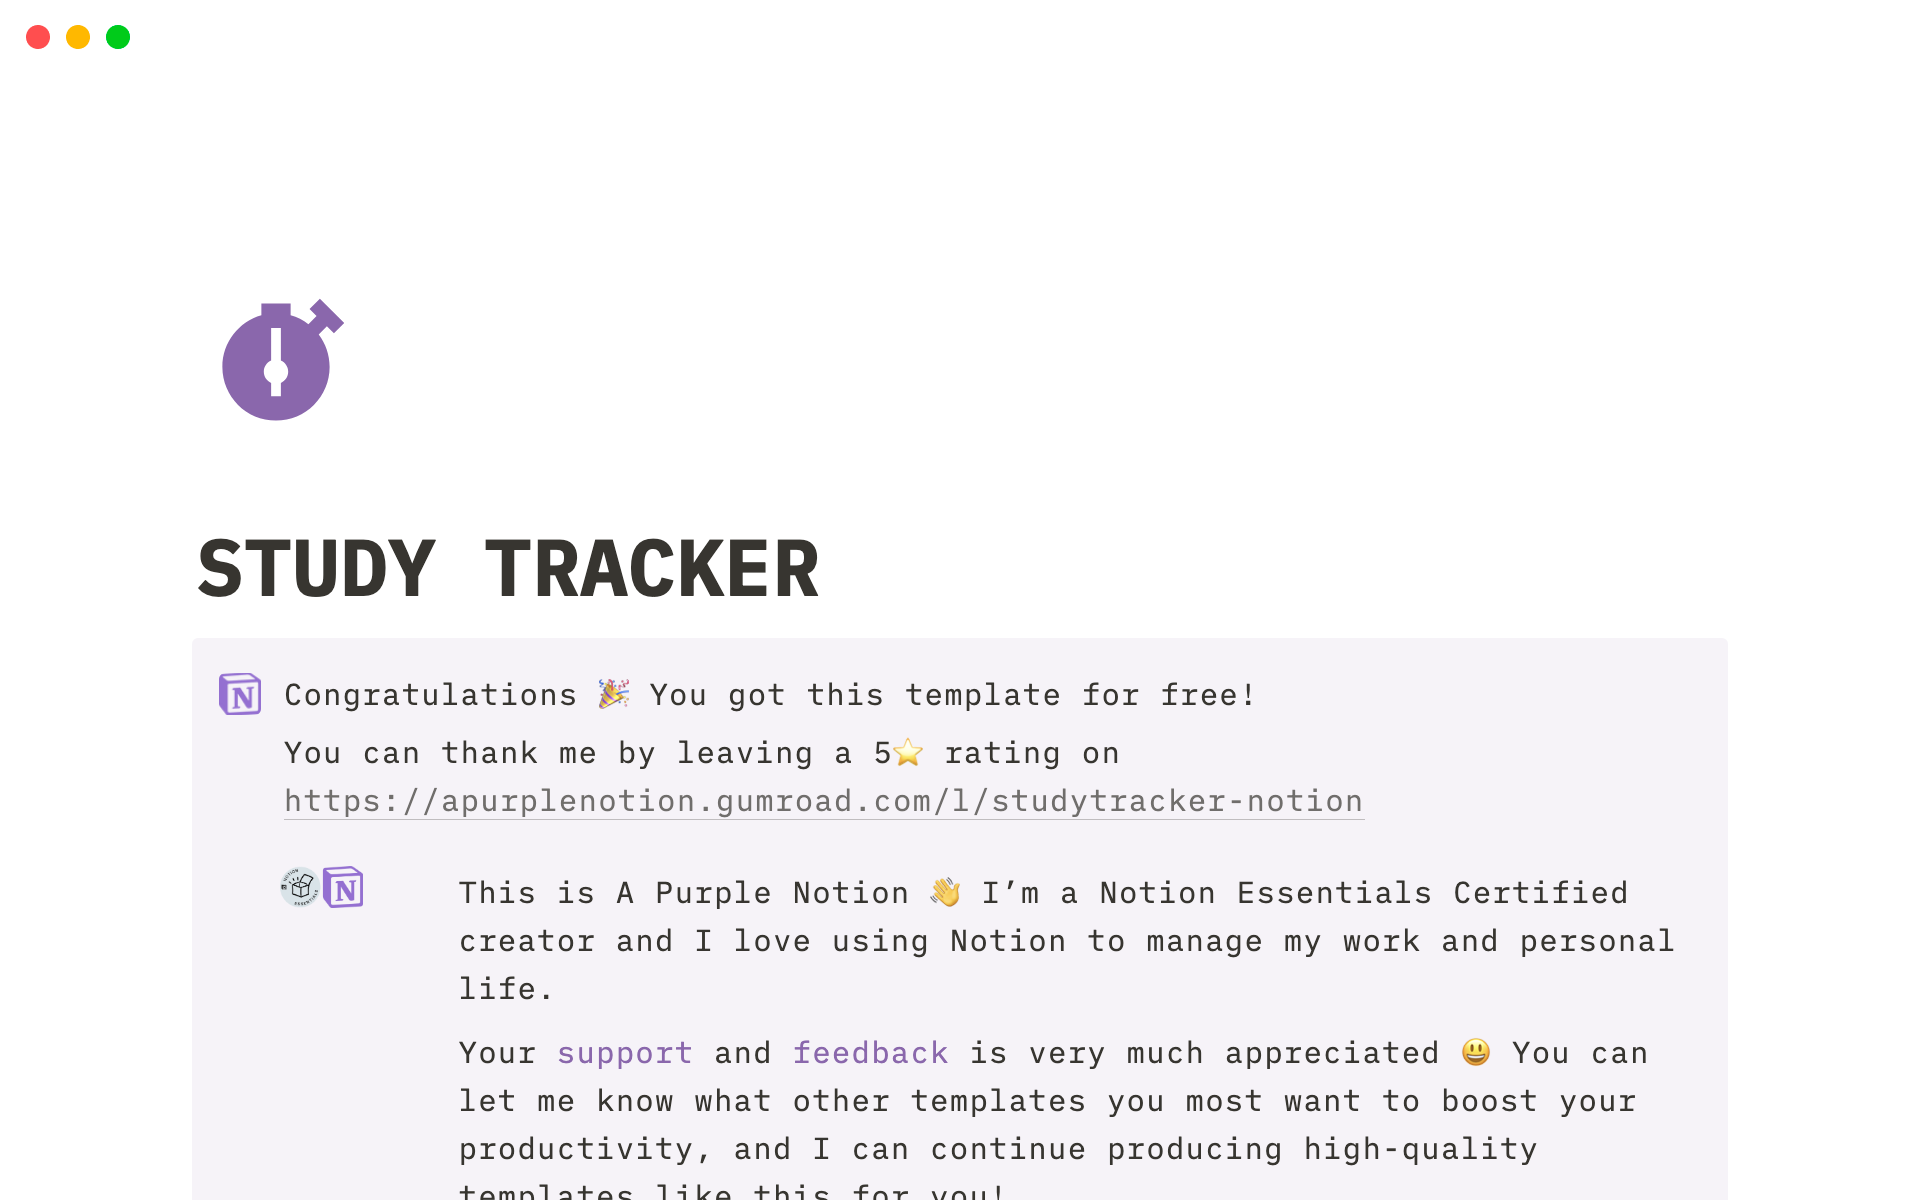 STUDY TRACKER
Congratulations 🎉 You got this template for free!
You can thank me by leaving a 5⭐ rating on
https://apurplenotion.gumroad.com/l/studytracker-notion
This is A Purple Notion 👋 I’m a Notion Essentials Certified
creator and I love using Notion to manage my work and personal
life.
Your support and feedback is very much appreciated 😃 You can
let me know what other templates you most want to boost your
productivity, and I can continue producing high-quality
templates like this for you!